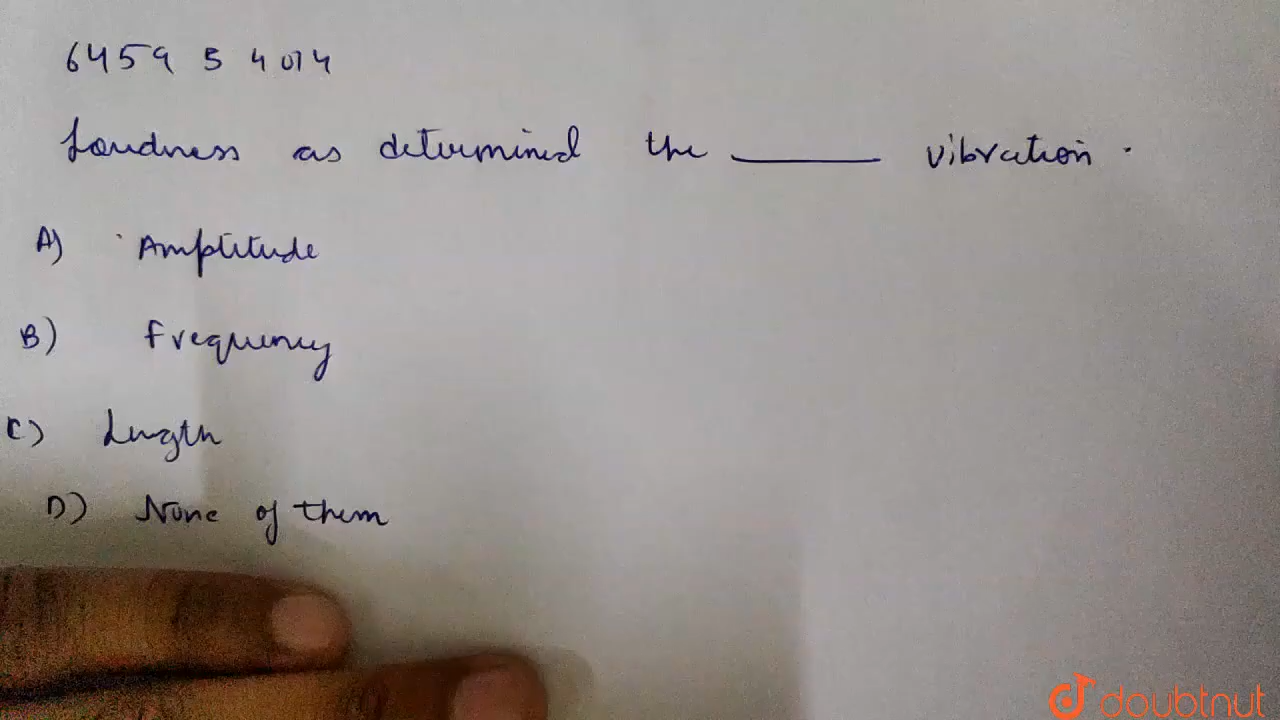 6459 5 4014
Loudness as determined the ______ vibration.
A) Amplitude
B) Frequency
C) Length
D) None of them
doubtnut